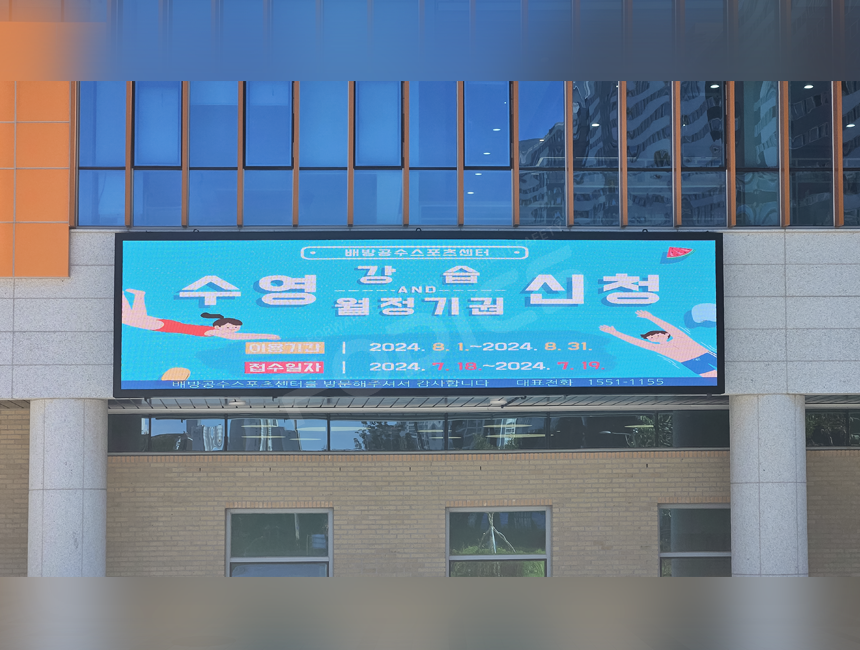 배방공수스포츠센터
수영 강습 AND 월정기권 신청
이용기간 | 2024. 8. 1.~2024. 8. 31.
접수일자 | 2024. 7. 18.~2024. 7. 19.
배방공수스포츠센터를 방문해주셔서 감사합니다 대표전화 1551-1155